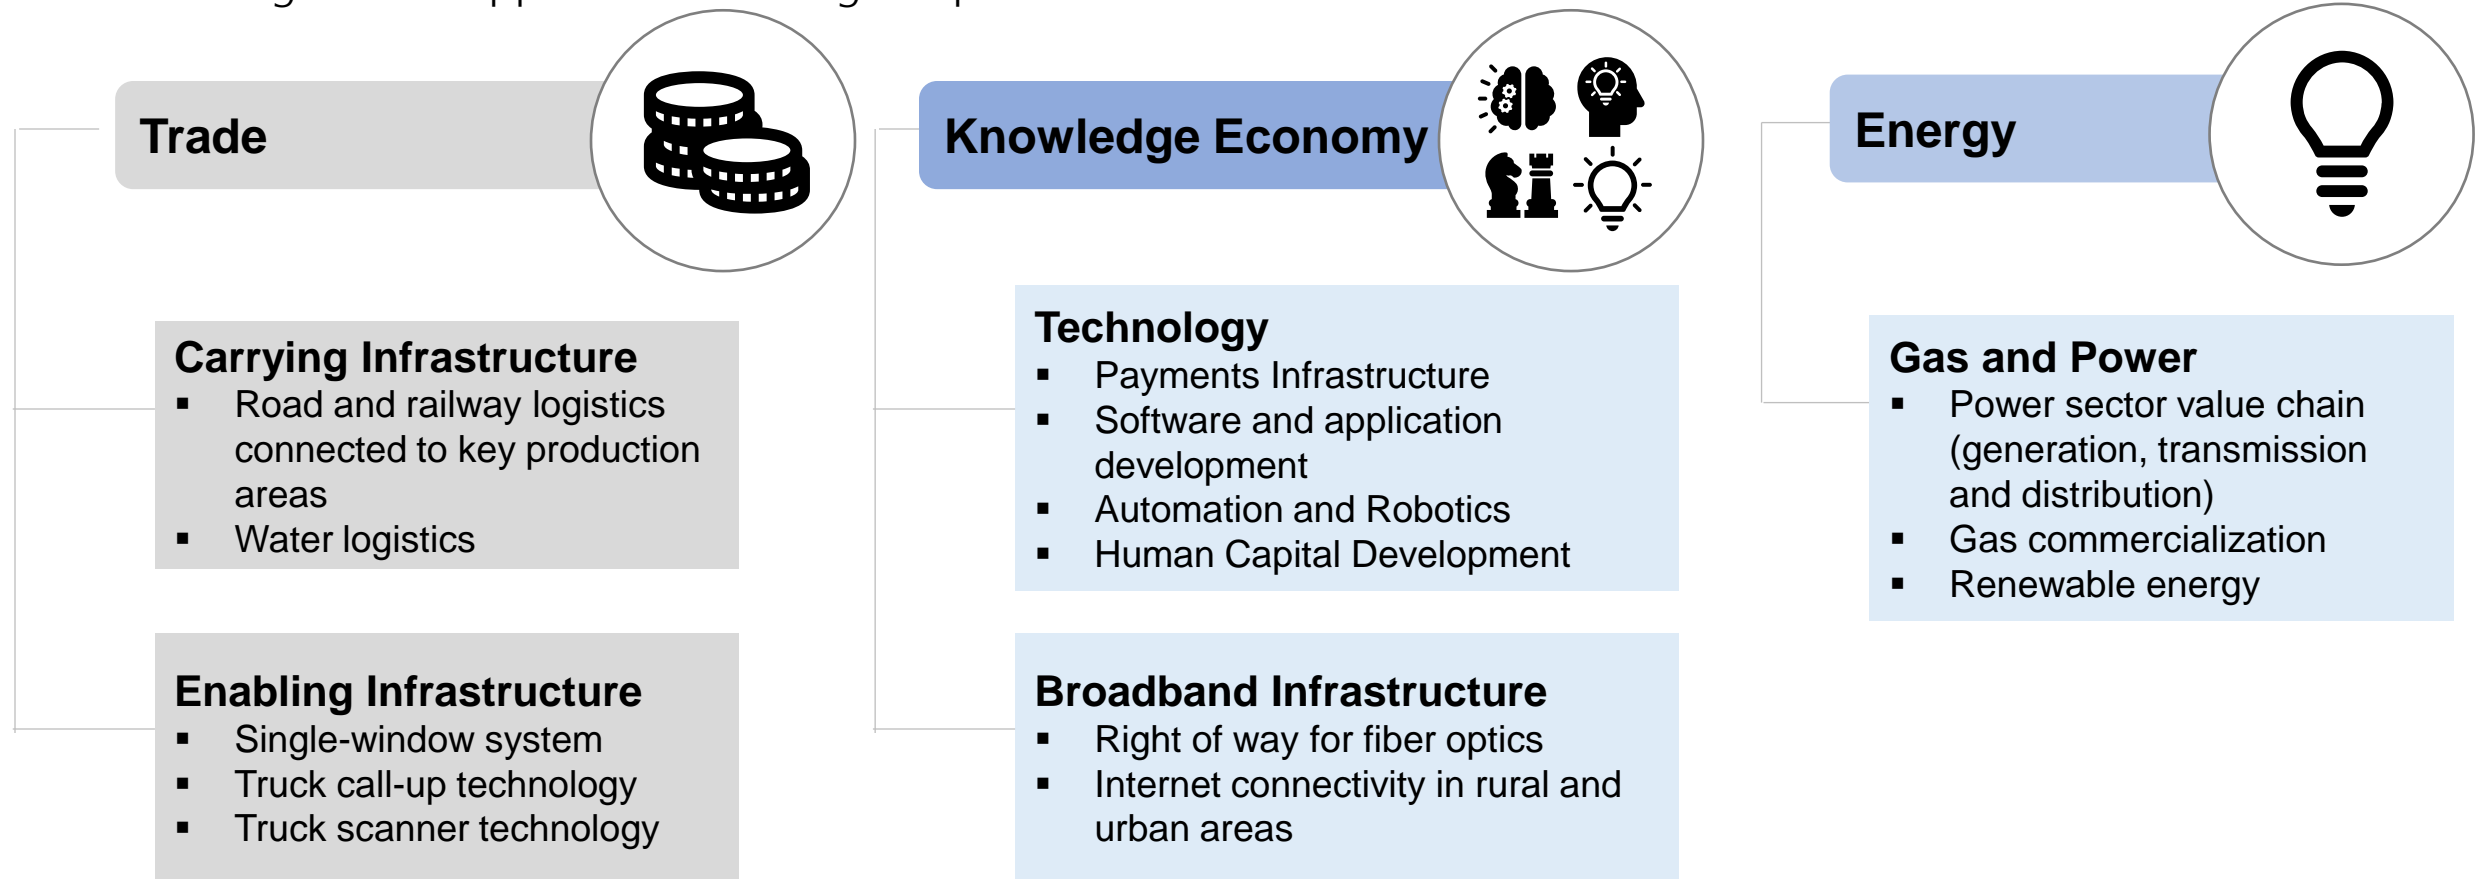 Trade
Carrying Infrastructure
▪ Road and railway logistics
connected to key production
areas
▪ Water logistics
Enabling Infrastructure
▪ Single-window system
▪ Truck call-up technology
▪ Truck scanner technology
Knowledge Economy
Technology
▪ Payments Infrastructure
▪ Software and application
development
▪ Automation and Robotics
▪ Human Capital Development
Broadband Infrastructure
▪ Right of way for fiber optics
▪ Internet connectivity in rural and
urban areas
Energy
Gas and Power
▪ Power sector value chain
(generation, transmission
and distribution)
▪ Gas commercialization
▪ Renewable energy